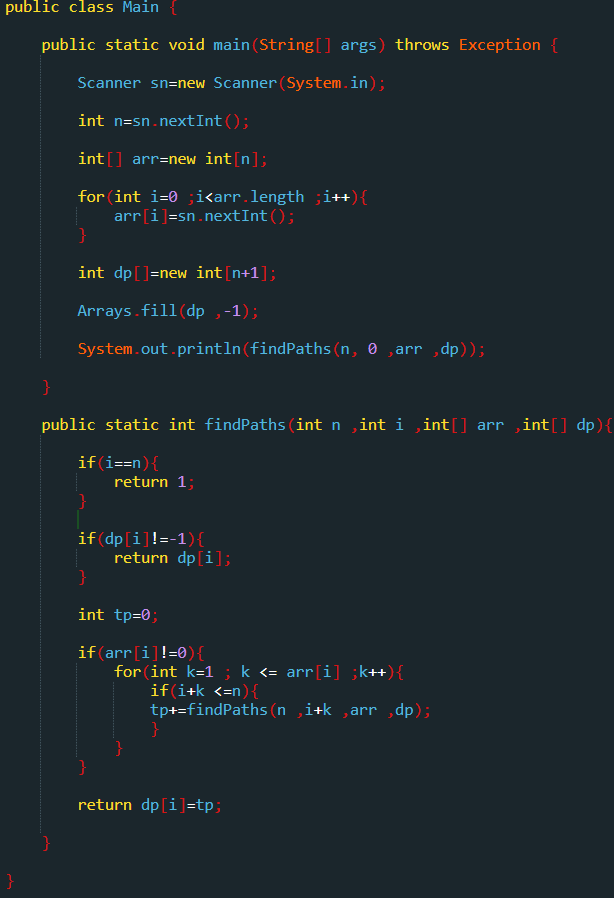 public class Main {
public static void main(String[] args) throws Exception {
Scanner sn=new Scanner(System.in);
int n=sn.nextInt();
int[] arr=new int[n];
for(int i=0 ;i<arr.length ;i++){
arr[i]=sn.nextInt();
}
int dp[]=new int[n+1];
Arrays.fill(dp ,-1);
System.out.println(findPaths(n, 0 ,arr ,dp));
}
public static int findPaths(int n ,int i ,int[] arr ,int[] dp){
if(i==n){
return 1;
}
if(dp[i]!=-1){
return dp[i];
}
int tp=0;
if(arr[i]!=0){
for(int k=1 ; k <= arr[i] ;k++){
if(i+k <=n){
tp+=findPaths(n ,i+k ,arr ,dp);
}
}
}
return dp[i]=tp;
}
}